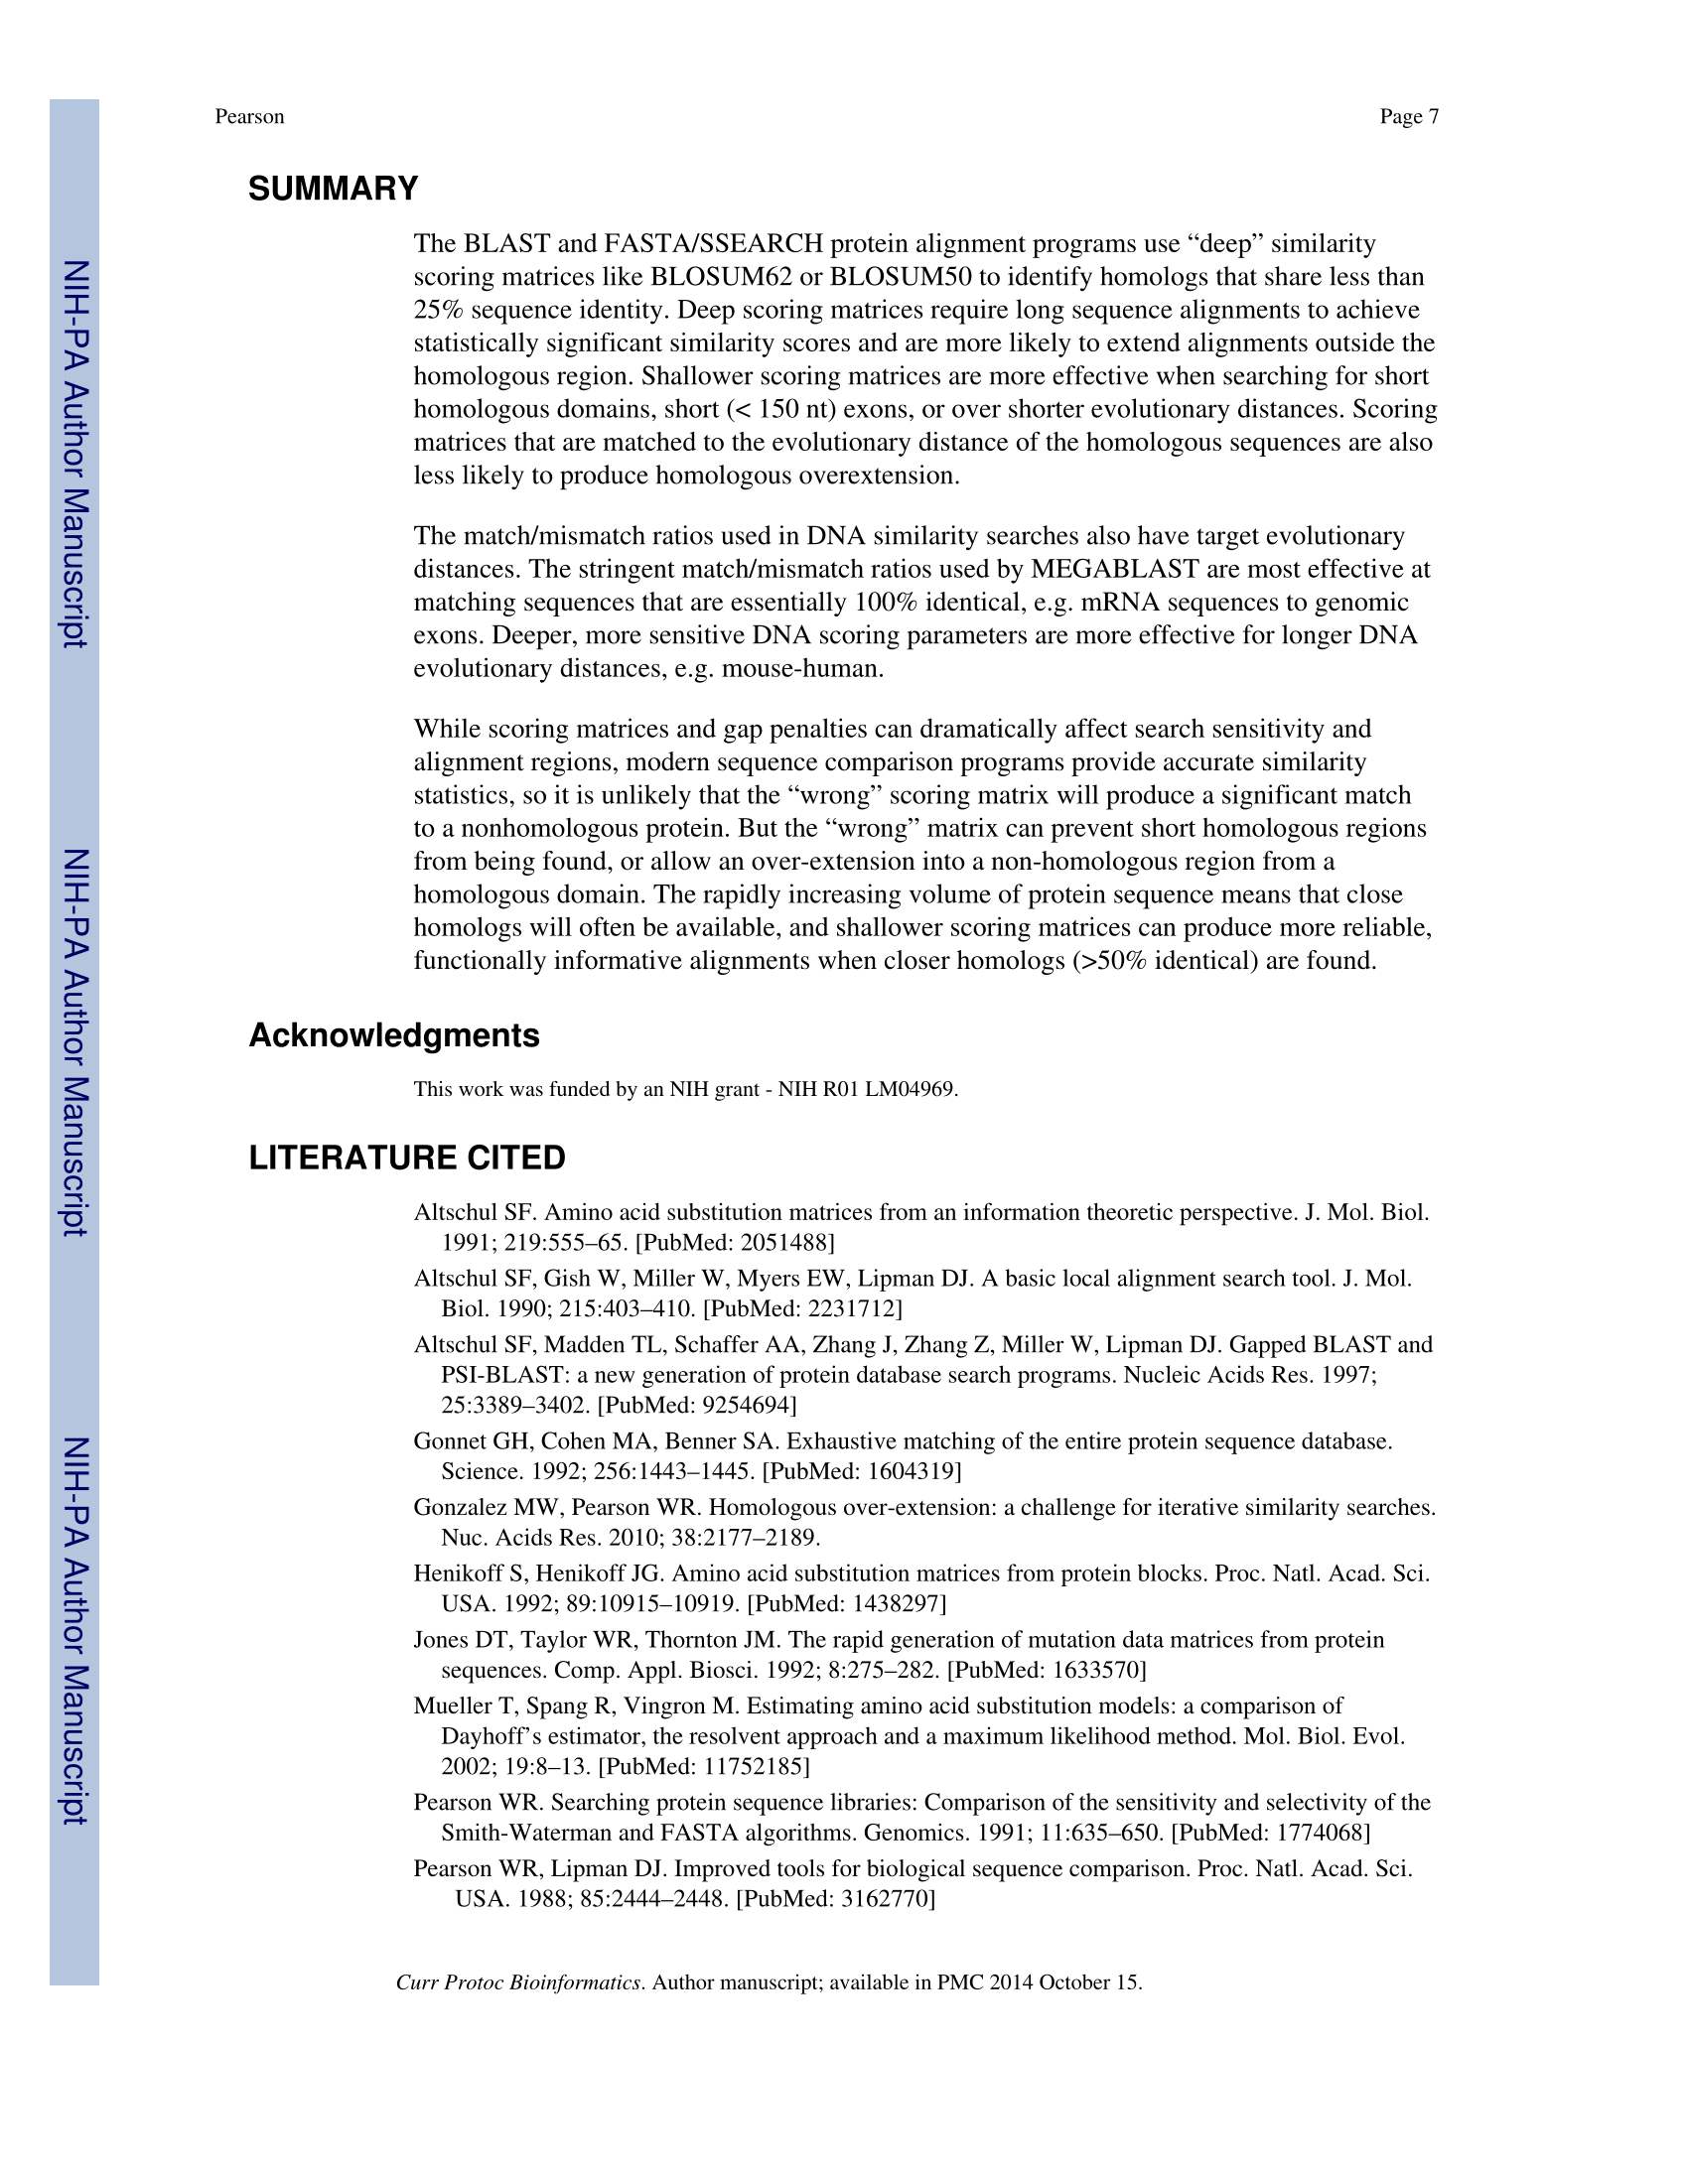 Pearson
Page 7
SUMMARY
The BLAST and FASTA/SSEARCH protein alignment programs use “deep” similarity
scoring matrices like BLOSUM62 or BLOSUM50 to identify homologs that share less than
25% sequence identity. Deep scoring matrices require long sequence alignments to achieve
statistically significant similarity scores and are more likely to extend alignments outside the
homologous region. Shallower scoring matrices are more effective when searching for short
homologous domains, short (< 150 nt) exons, or over shorter evolutionary distances. Scoring
matrices that are matched to the evolutionary distance of the homologous sequences are also
less likely to produce homologous overextension.
The match/mismatch ratios used in DNA similarity searches also have target evolutionary
distances. The stringent match/mismatch ratios used by MEGABLAST are most effective at
matching sequences that are essentially 100% identical, e.g. mRNA sequences to genomic
exons. Deeper, more sensitive DNA scoring parameters are more effective for longer DNA
evolutionary distances, e.g. mouse-human.
While scoring matrices and gap penalties can dramatically affect search sensitivity and
alignment regions, modern sequence comparison programs provide accurate similarity
statistics, so it is unlikely that the “wrong” scoring matrix will produce a significant match
to a nonhomologous protein. But the “wrong” matrix can prevent short homologous regions
from being found, or allow an over-extension into a non-homologous region from a
homologous domain. The rapidly increasing volume of protein sequence means that close
homologs will often be available, and shallower scoring matrices can produce more reliable,
functionally informative alignments when closer homologs (>50% identical) are found.
Acknowledgments
This work was funded by an NIH grant - NIH R01 LM04969.
LITERATURE CITED
Altschul SF. Amino acid substitution matrices from an information theoretic perspective. J. Mol. Biol.
1991; 219:555–65. [PubMed: 2051488]
Altschul SF, Gish W, Miller W, Myers EW, Lipman DJ. A basic local alignment search tool. J. Mol.
Biol. 1990; 215:403–410. [PubMed: 2231712]
Altschul SF, Madden TL, Schaffer AA, Zhang J, Zhang Z, Miller W, Lipman DJ. Gapped BLAST and
PSI-BLAST: a new generation of protein database search programs. Nucleic Acids Res. 1997;
25:3389–3402. [PubMed: 9254694]
Gonnet GH, Cohen MA, Benner SA. Exhaustive matching of the entire protein sequence database.
Science. 1992; 256:1443–1445. [PubMed: 1604319]
Gonzalez MW, Pearson WR. Homologous over-extension: a challenge for iterative similarity searches.
Nuc. Acids Res. 2010; 38:2177–2189.
Henikoff S, Henikoff JG. Amino acid substitution matrices from protein blocks. Proc. Natl. Acad. Sci.
USA. 1992; 89:10915–10919. [PubMed: 1438297]
Jones DT, Taylor WR, Thornton JM. The rapid generation of mutation data matrices from protein
sequences. Comp. Appl. Biosci. 1992; 8:275–282. [PubMed: 1633570]
Mueller T, Spang R, Vingron M. Estimating amino acid substitution models: a comparison of
Dayhoff’s estimator, the resolvent approach and a maximum likelihood method. Mol. Biol. Evol.
2002; 19:8–13. [PubMed: 11752185]
Pearson WR. Searching protein sequence libraries: Comparison of the sensitivity and selectivity of the
Smith-Waterman and FASTA algorithms. Genomics. 1991; 11:635–650. [PubMed: 1774068]
Pearson WR, Lipman DJ. Improved tools for biological sequence comparison. Proc. Natl. Acad. Sci.
USA. 1988; 85:2444–2448. [PubMed: 3162770]
Curr Protoc Bioinformatics. Author manuscript; available in PMC 2014 October 15.
NIH-PA Author Manuscript
NIH-PA Author Manuscript
NIH-PA Author Manuscript